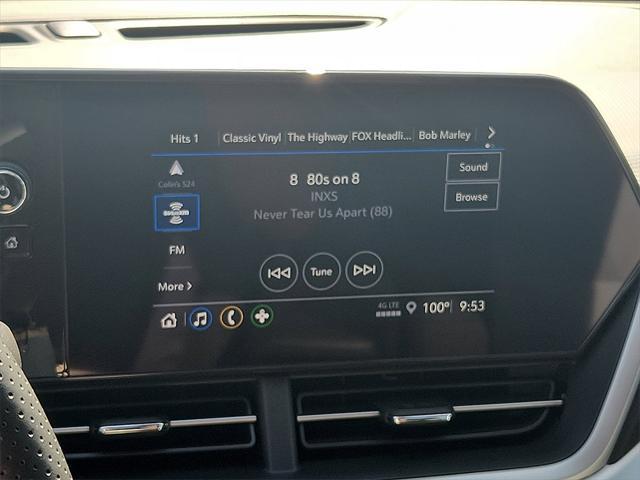 Hits 1
Classic Vinyl
The Highway
FOX Headli...
Bob Marley
Colin's S24
8 80s on 8
INXS
Never Tear Us Apart (88)
Sound
Browse
SiriusXM
FM
More
Tune
4G LTE
100°
9:53